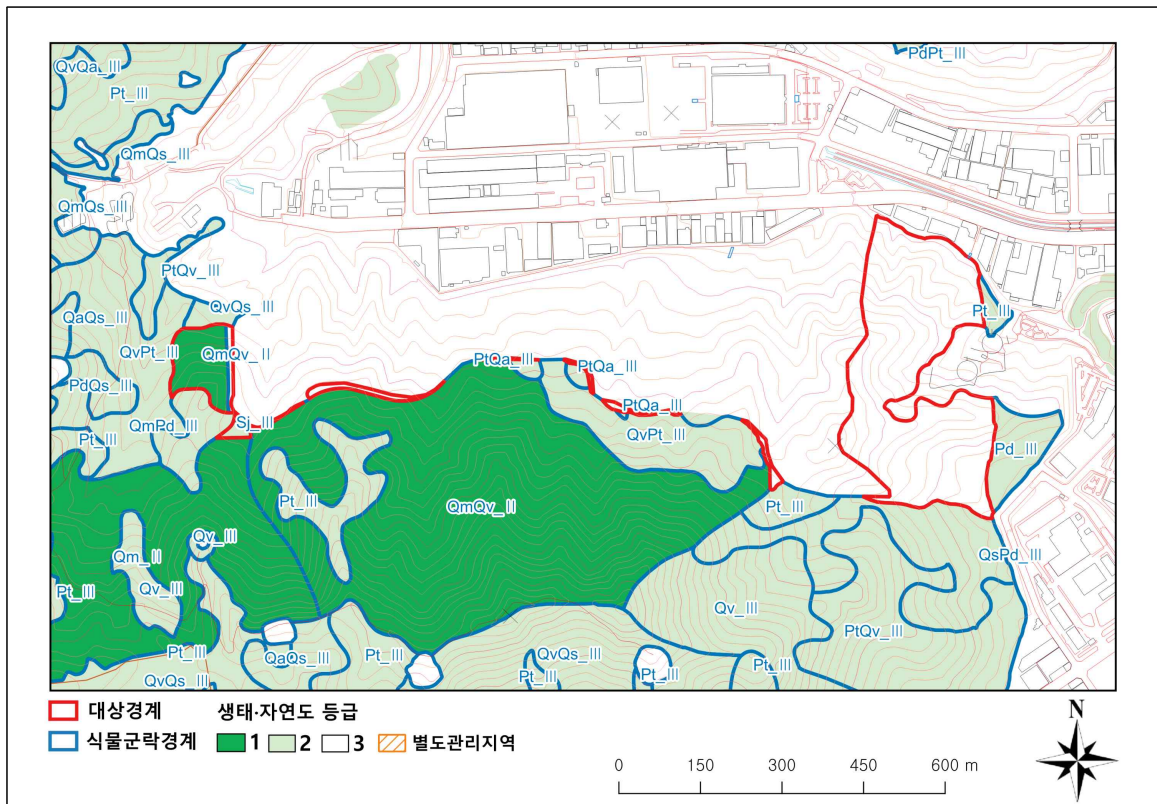 QvQa_Ⅲ
PdPt_Ⅲ
Pt_Ⅲ
QmQs_Ⅲ
QmQs_Ⅲ
PtQv_Ⅲ
QaQs_Ⅲ
QvQs_Ⅲ
Pt_Ⅲ
QvPt_Ⅲ
QmQv_Ⅱ
PtQa_Ⅲ
PtQa_Ⅲ
PdQs_Ⅲ
PtQa_Ⅲ
QmPd_Ⅲ
Sj_Ⅲ
QvPt_Ⅲ
Pt_Ⅲ
Pd_Ⅲ
Pt_Ⅲ
QmQv_Ⅱ
Pt_Ⅲ
Qv_Ⅲ
QsPd_Ⅲ
Qm_Ⅱ
Pt_Ⅲ
Qv_Ⅲ
Qv_Ⅲ
PtQv_Ⅲ
Pt_Ⅲ
QaQs_Ⅲ
Pt_Ⅲ
QvQs_Ⅲ
Pt_Ⅲ
Pt_Ⅲ
Pt_Ⅲ
QvQs_Ⅲ
대상경계
생태·자연도 등급
식물군락경계
1
2
3
별도관리지역
0 150 300 450 600 m
N